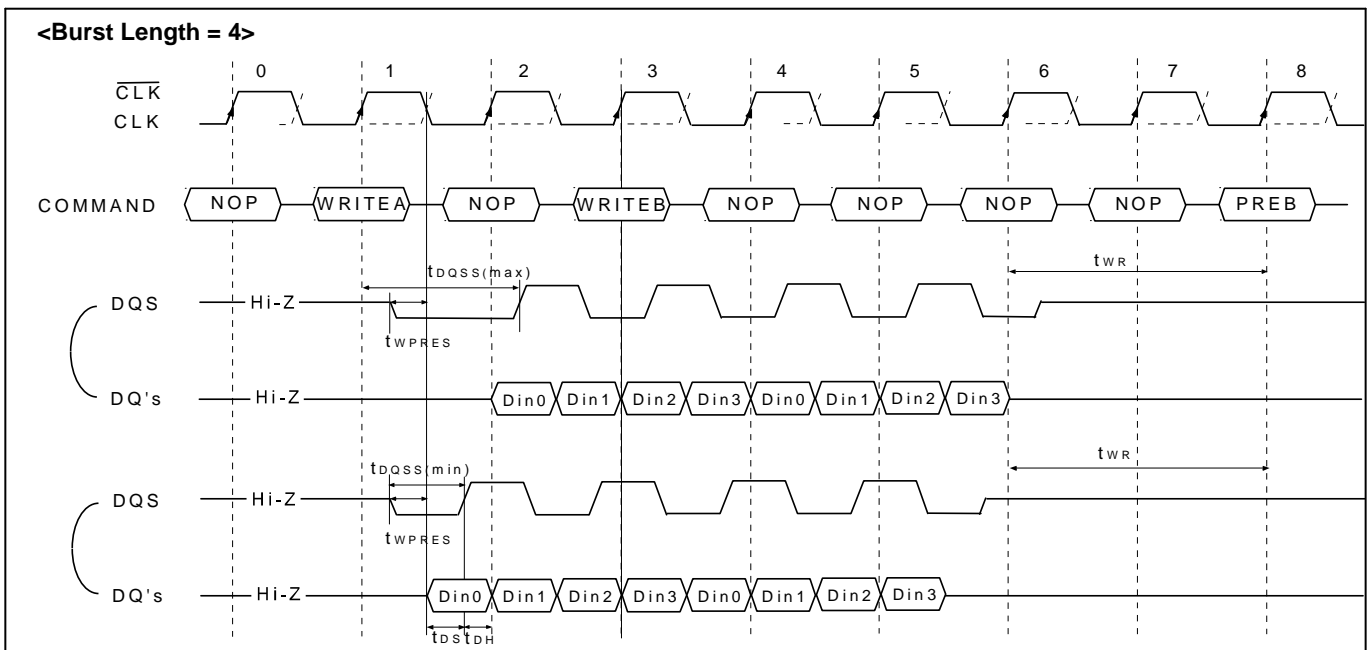 <Burst Length = 4>
0 1 2 3 4 5 6 7 8
CLK
CLK
COMMAND NOP WRITEA NOP WRITEB NOP NOP NOP NOP PREB
tDQSS(max) tWR
DQS Hi-Z
tWPRES
DQ's Hi-Z Din0 Din1 Din2 Din3 Din0 Din1 Din2 Din3
tDQSS(min) tWR
DQS Hi-Z
tWPRES
DQ's Hi-Z Din0 Din1 Din2 Din3 Din0 Din1 Din2 Din3
tDS tDH